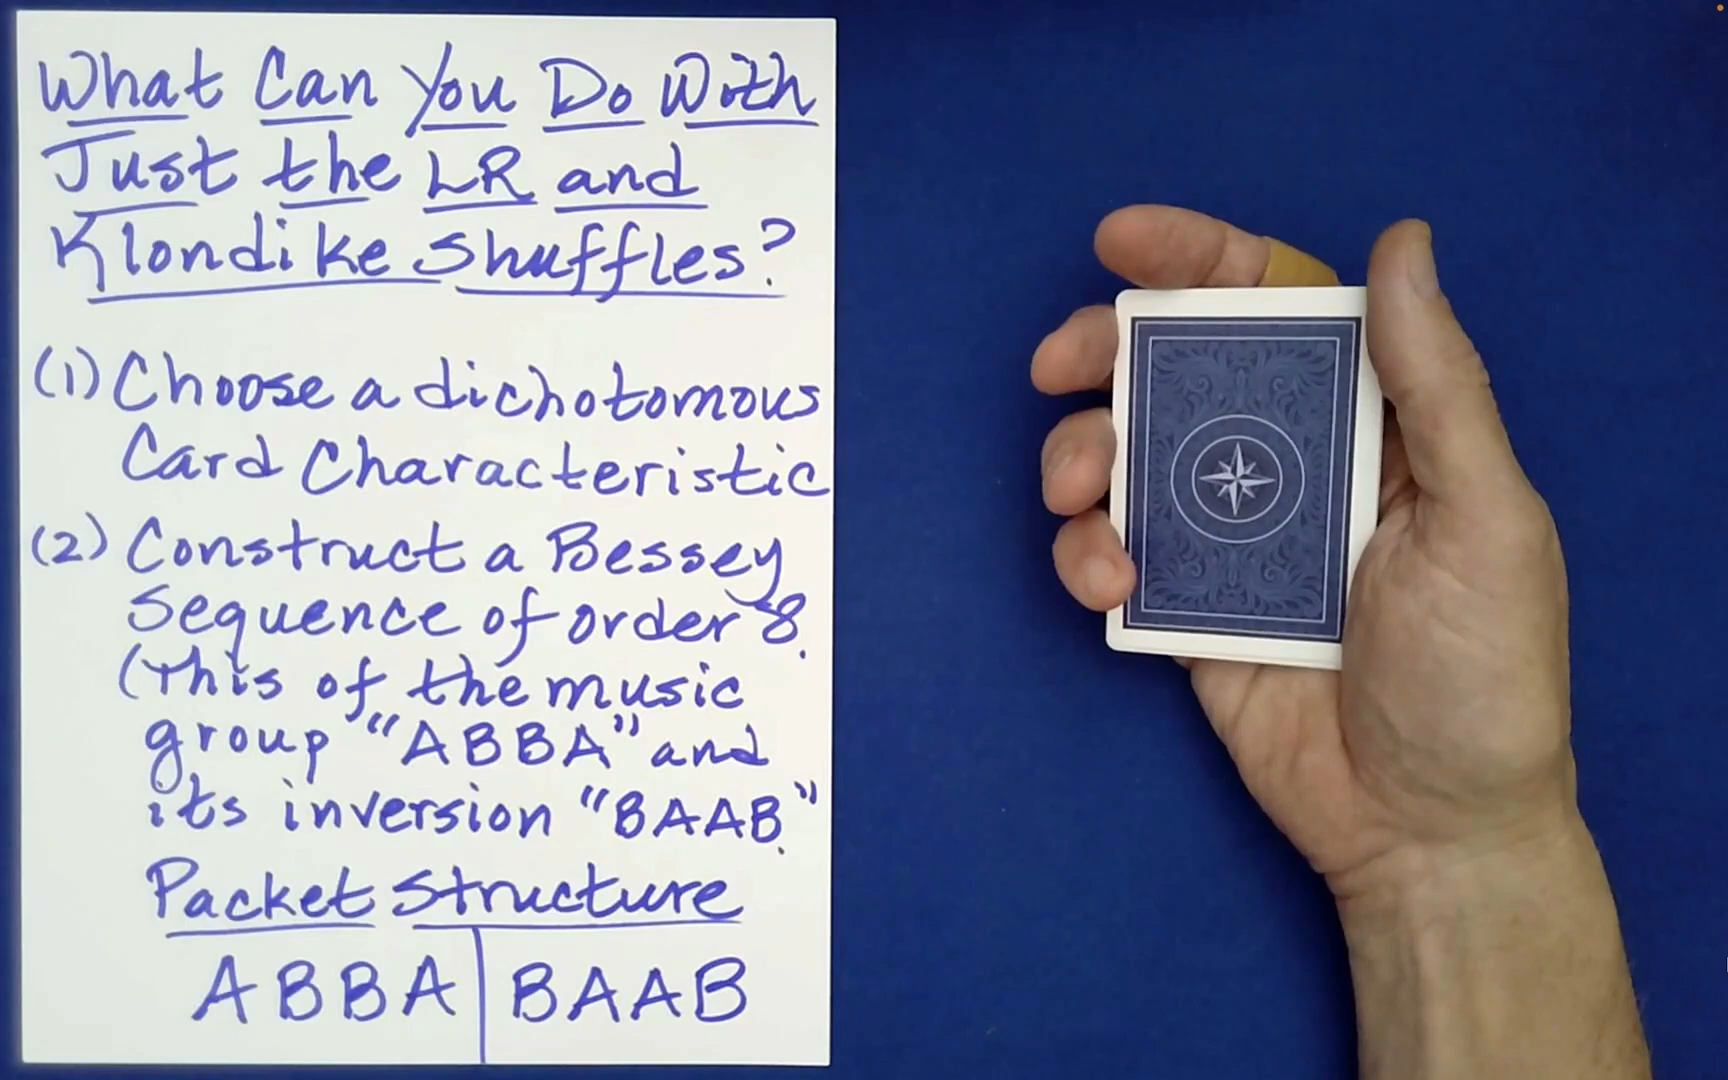 What Can You Do With
Just the LR and
Klondike Shuffles?
(1) Choose a dichotomous
Card Characteristic
(2) Construct a Bessey
Sequence of order 8.
(This of the music
group "ABBA" and
its inversion "BAAB".
Packet Structure
ABBA | BAAB